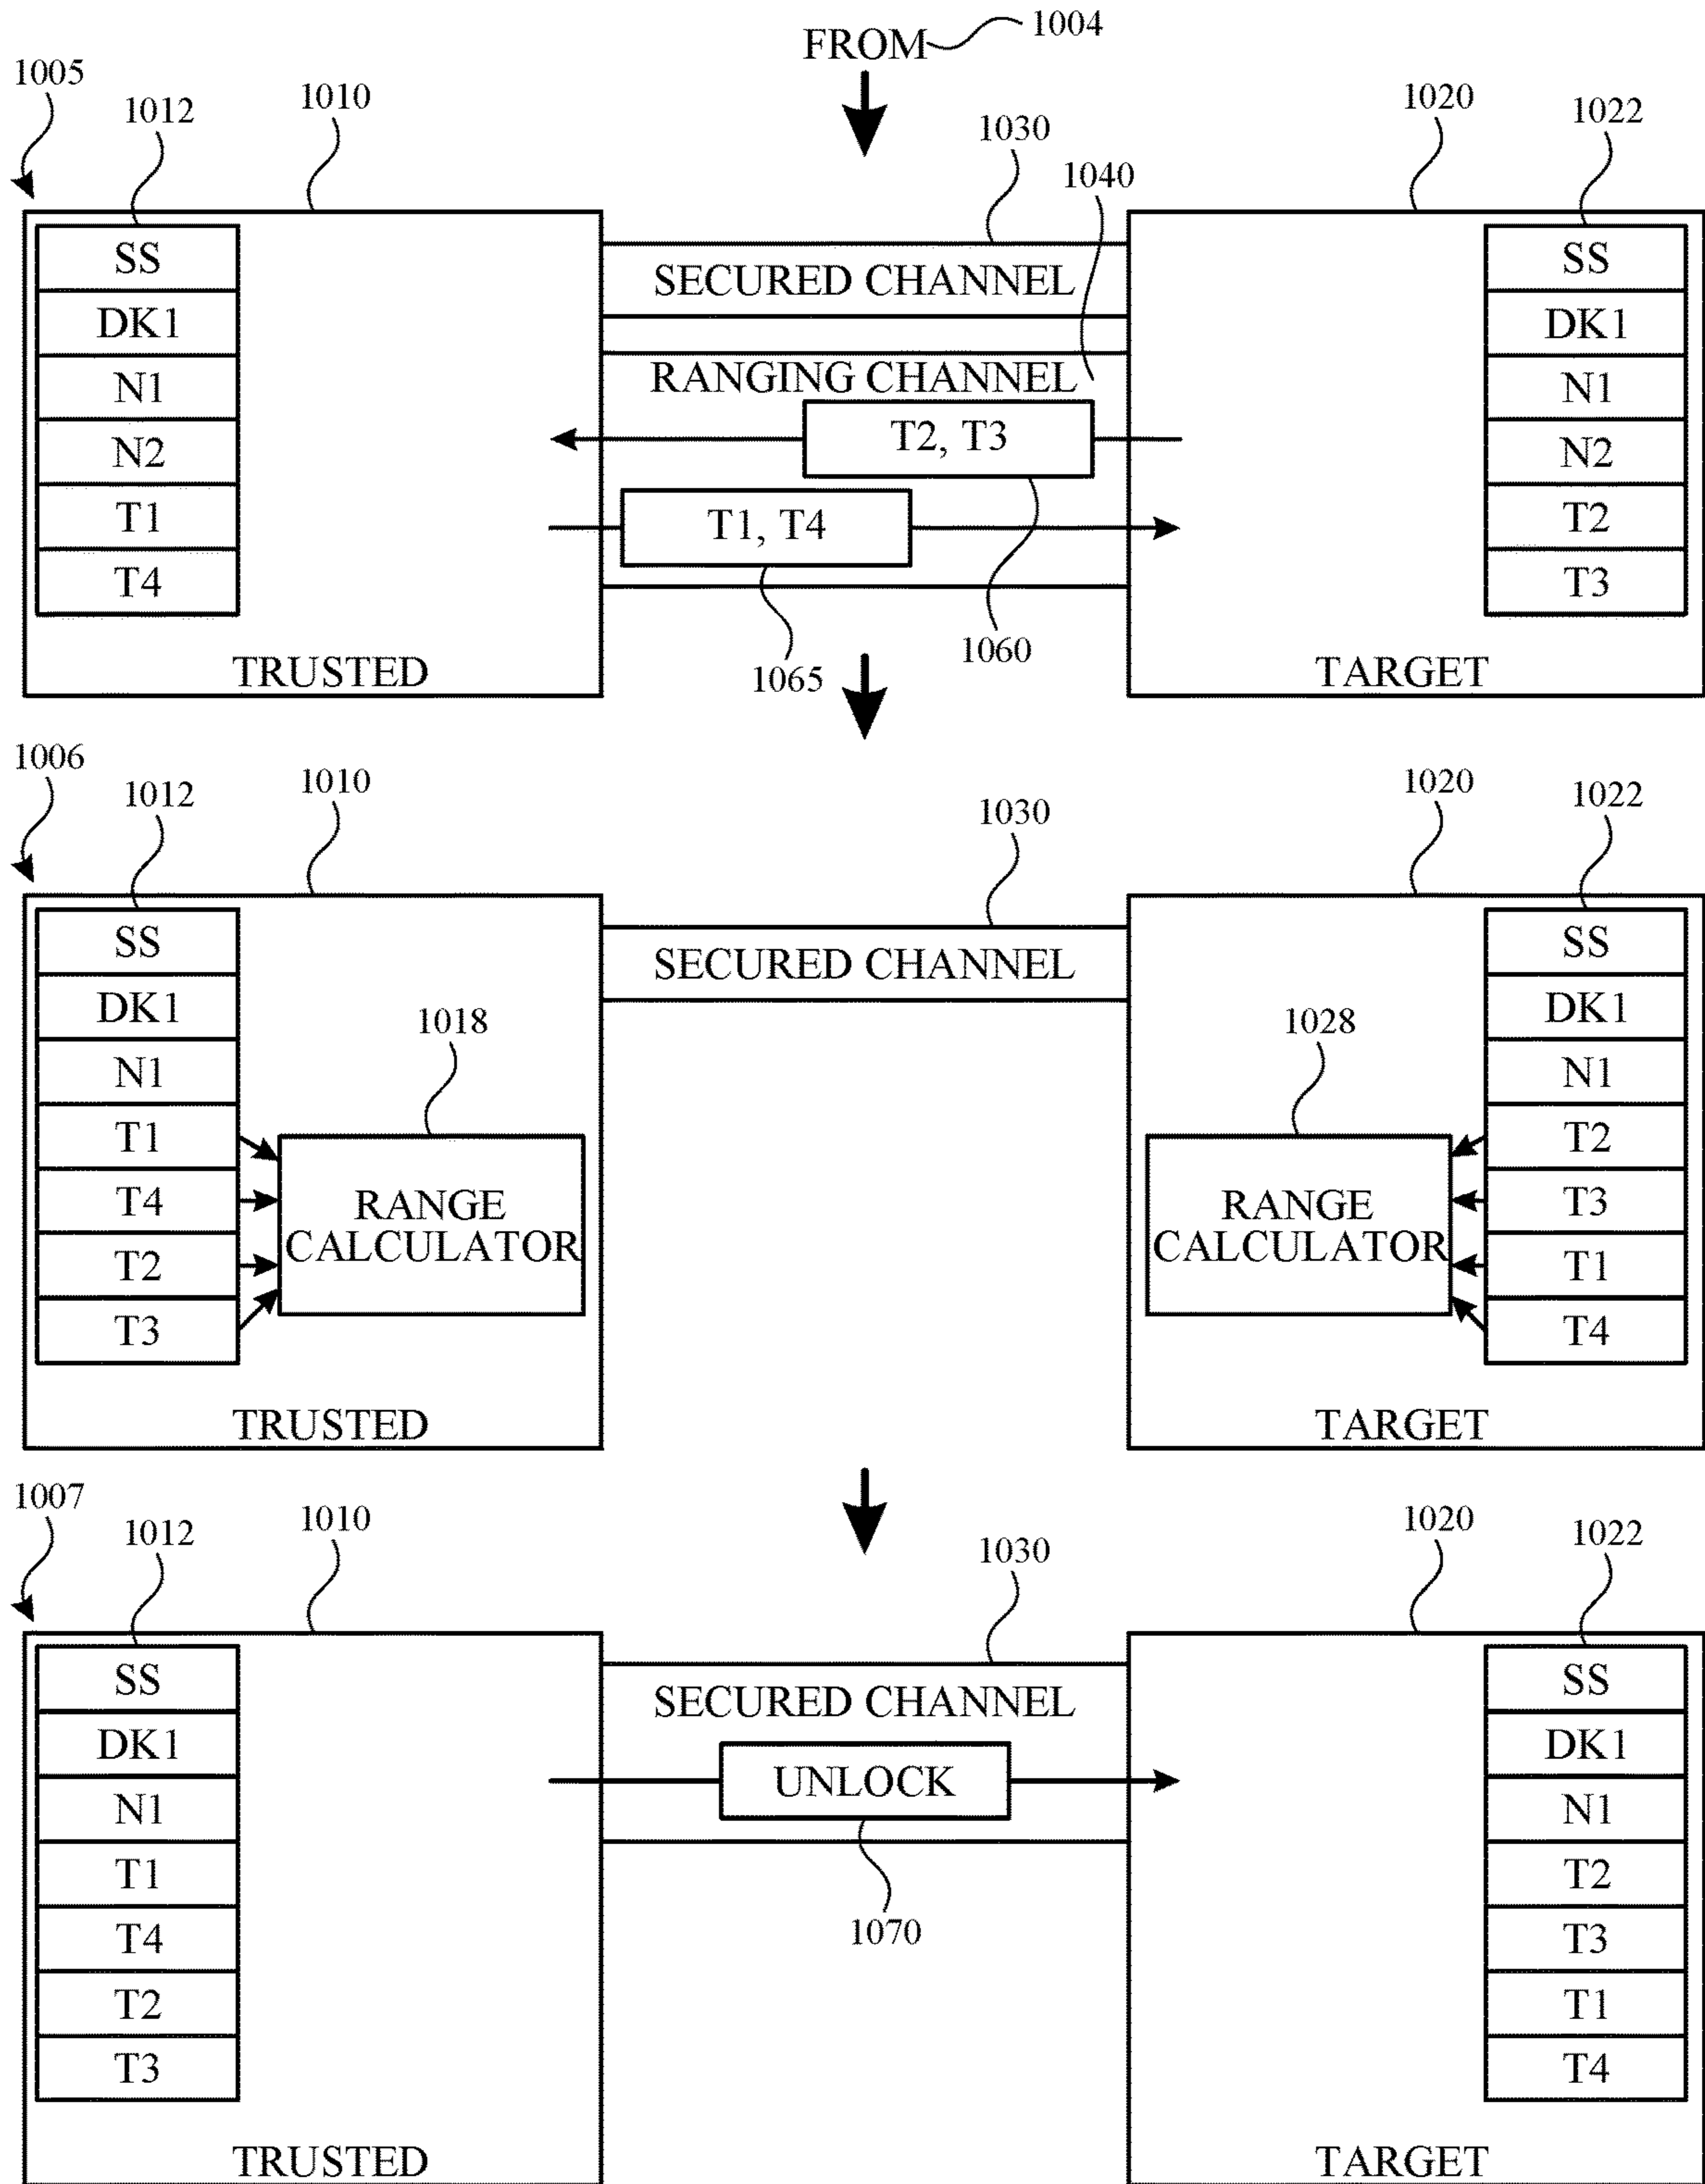 FROM 1004
1005
1012
1010
1030
1040
1020
1022
SS
DK1
N1
N2
T1
T4
TRUSTED
SECURED CHANNEL
RANGING CHANNEL
T2, T3
T1, T4
1065
1060
SS
DK1
N1
N2
T2
T3
TARGET
1006
1012
1010
1030
1020
1022
SS
DK1
N1
T1
T4
T2
T3
1018
RANGE
CALCULATOR
TRUSTED
SECURED CHANNEL
1028
RANGE
CALCULATOR
SS
DK1
N1
T2
T3
T1
T4
TARGET
1007
1012
1010
1030
1020
1022
SS
DK1
N1
T1
T4
T2
T3
TRUSTED
SECURED CHANNEL
UNLOCK
1070
SS
DK1
N1
T2
T3
T1
T4
TARGET